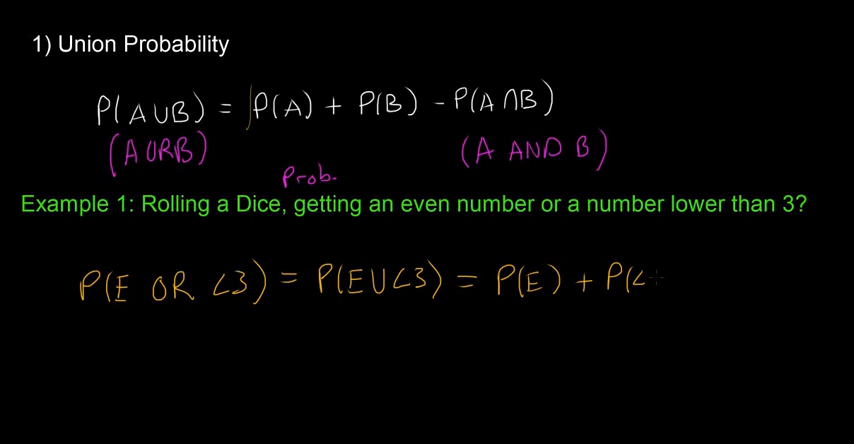 1) Union Probability
P(A∪B) = P(A) + P(B) - P(A∩B)
(A ORB) (A AND B)
Prob.
Example 1: Rolling a Dice, getting an even number or a number lower than 3?
P(E OR <3) = P(E∪<3) = P(E) + P(<